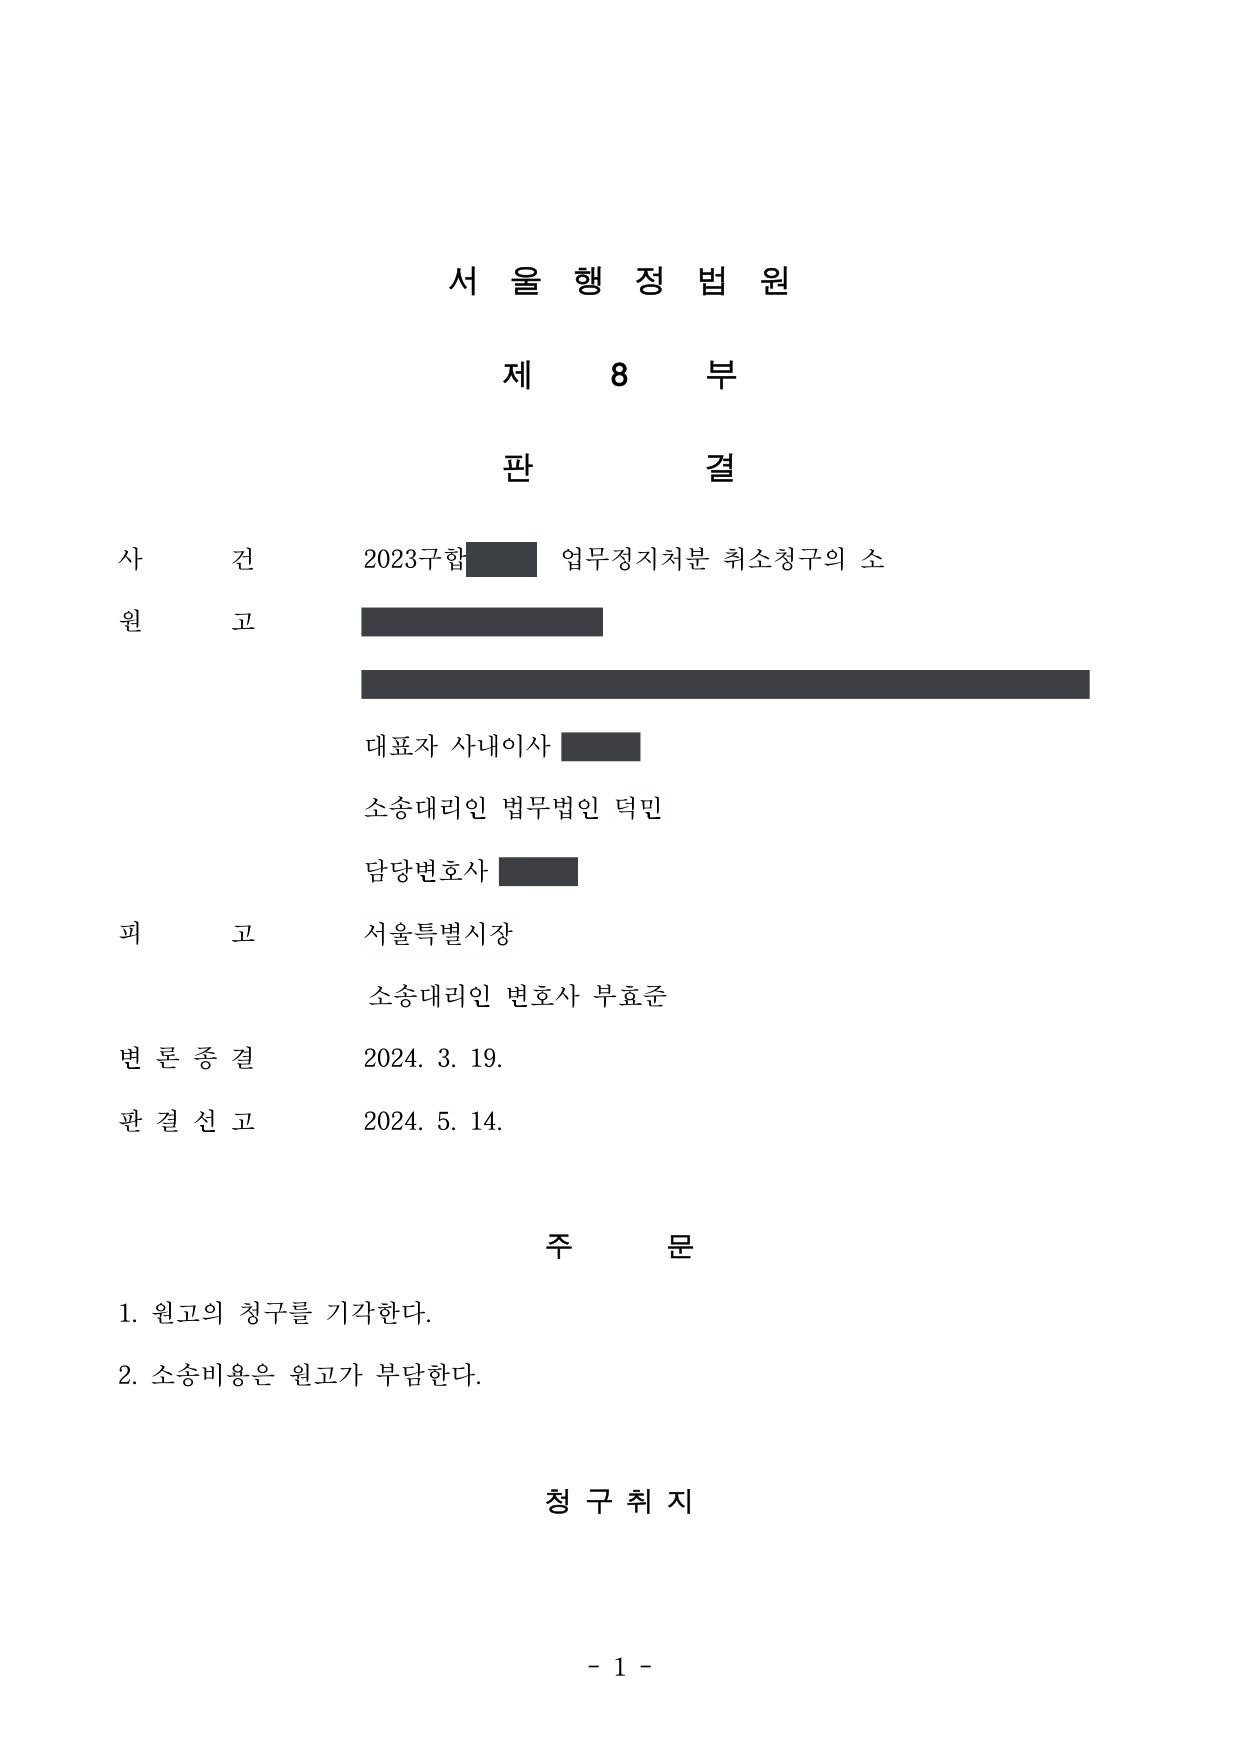 서 울 행 정 법 원
제 8 부
판 결
사 건 2023구합 업무정지처분 취소청구의 소
원 고
대표자 사내이사
소송대리인 법무법인 덕민
담당변호사
피 고 서울특별시장
소송대리인 변호사 부효준
변 론 종 결 2024. 3. 19.
판 결 선 고 2024. 5. 14.
주 문
1. 원고의 청구를 기각한다.
2. 소송비용은 원고가 부담한다.
청 구 취 지
- 1 -